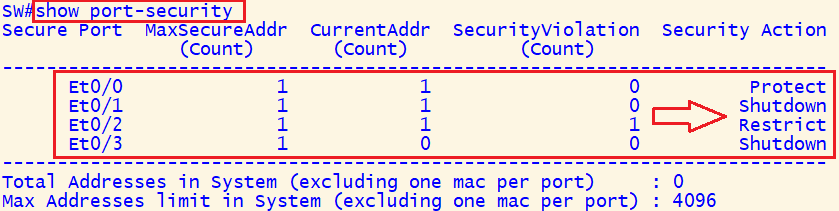 SW#show port-security
Secure Port  MaxSecureAddr  CurrentAddr  SecurityViolation  Security Action
(Count)       (Count)          (Count)
---------------------------------------------------------------------------
Et0/0              1            1                  0         Protect
Et0/1              1            1                  0         Shutdown
Et0/2              1            1                  1         Restrict
Et0/3              1            0                  0         Shutdown
---------------------------------------------------------------------------
Total Addresses in System (excluding one mac per port)     : 0
Max Addresses limit in System (excluding one mac per port) : 4096